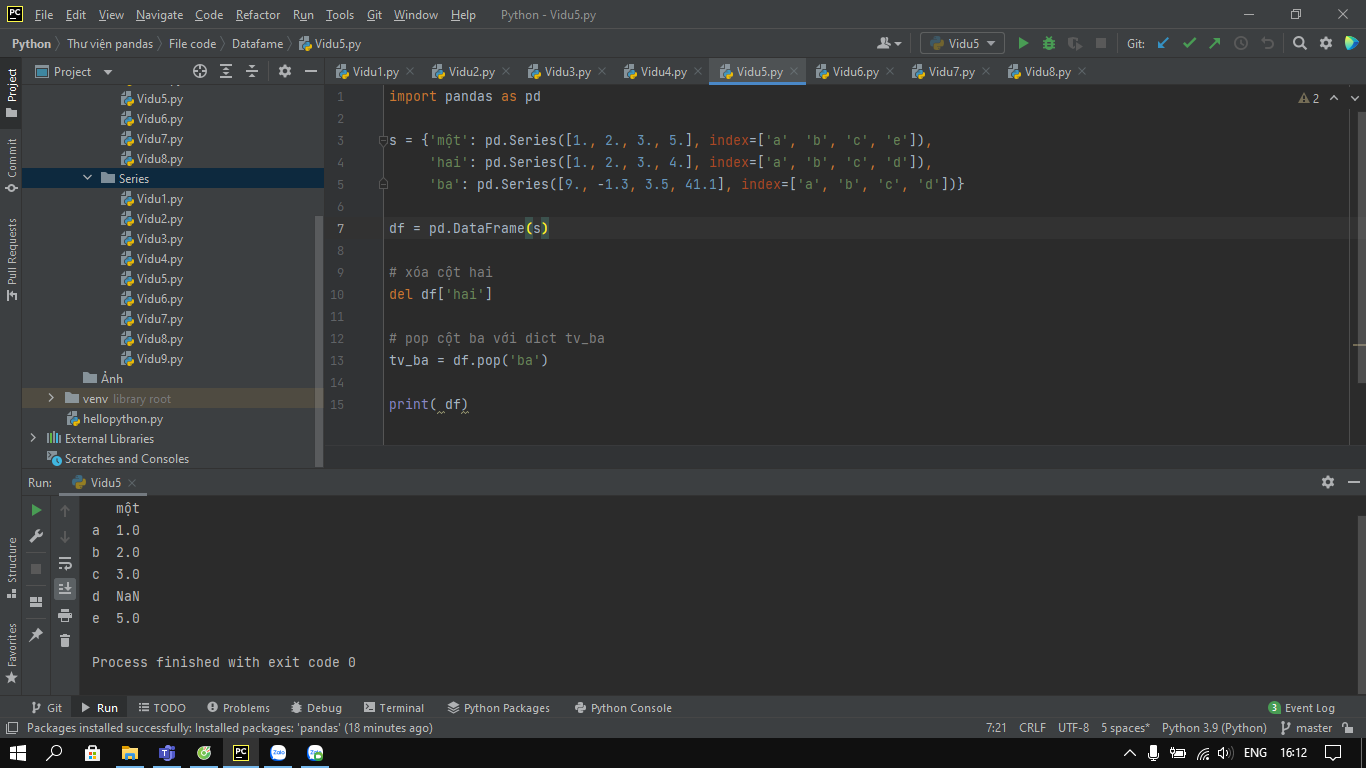 File Edit View Navigate Code Refactor Run Tools Git Window Help Python - Vidu5.py
Python Thư viện pandas File code Datafame Vidu5.py Vidu5 Git:
Project
Vidu1.py Vidu2.py Vidu3.py Vidu4.py Vidu5.py Vidu6.py Vidu7.py Vidu8.py
Project
Commit
Pull Requests
Structure
Favorites
Vidu5.py
Vidu6.py
Vidu7.py
Vidu8.py
Series
Vidu1.py
Vidu2.py
Vidu3.py
Vidu4.py
Vidu5.py
Vidu6.py
Vidu7.py
Vidu8.py
Vidu9.py
Ảnh
venv library root
hellopython.py
External Libraries
Scratches and Consoles
2
1 import pandas as pd
2
3 s = {'một': pd.Series([1., 2., 3., 5.], index=['a', 'b', 'c', 'e']),
4 'hai': pd.Series([1., 2., 3., 4.], index=['a', 'b', 'c', 'd']),
5 'ba': pd.Series([9., -1.3, 3.5, 41.1], index=['a', 'b', 'c', 'd'])}
6
7 df = pd.DataFrame(s)
8
9 # xóa cột hai
10 del df['hai']
11
12 # pop cột ba với dict tv_ba
13 tv_ba = df.pop('ba')
14
15 print( df)
Run: Vidu5
một
a 1.0
b 2.0
c 3.0
d NaN
e 5.0
Process finished with exit code 0
Git Run TODO Problems Debug Terminal Python Packages Python Console 3 Event Log
Packages installed successfully: Installed packages: 'pandas' (18 minutes ago) 7:21 CRLF UTF-8 5 spaces* Python 3.9 (Python) master
ENG 16:12